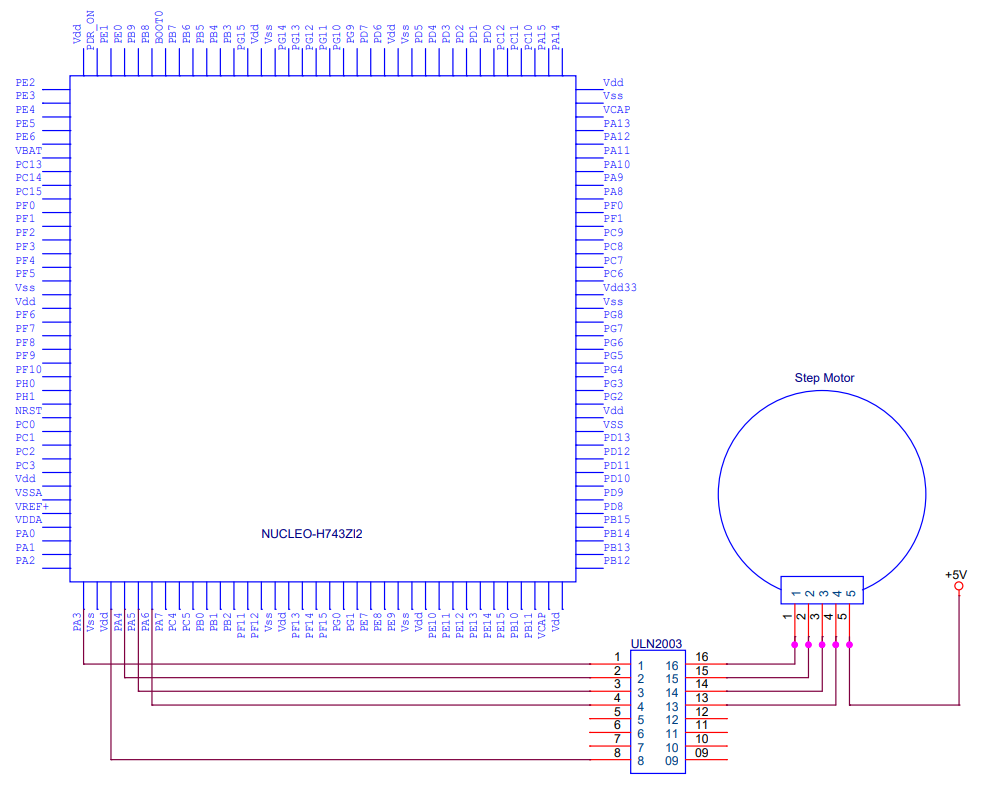 Vdd
PDR_ON
PE1
PE0
PB9
PB8
BOOT0
PB7
PB6
PB5
PB4
PB3
PG15
Vdd
Vss
PG14
PG13
PG12
PG11
PG10
PG9
PD7
PD6
Vdd
Vss
PD5
PD4
PD3
PD2
PD1
PD0
PC12
PC11
PC10
PA15
PA14
PE2
PE3
PE4
PE5
PE6
VBAT
PC13
PC14
PC15
PF0
PF1
PF2
PF3
PF4
PF5
Vss
Vdd
PF6
PF7
PF8
PF9
PF10
PH0
PH1
NRST
PC0
PC1
PC2
PC3
Vdd
VSSA
VREF+
VDDA
PA0
PA1
PA2
Vdd
Vss
VCAP
PA13
PA12
PA11
PA10
PA9
PA8
PF0
PF1
PC9
PC8
PC7
PC6
Vdd33
Vss
PG8
PG7
PG6
PG5
PG4
PG3
PG2
Vdd
VSS
PD13
PD12
PD11
PD10
PD9
PD8
PB15
PB14
PB13
PB12
NUCLEO-H743ZI2
PA3
Vss
Vdd
PA4
PA5
PA6
PA7
PC4
PC5
PB0
PB1
PB2
PF11
PF12
Vss
Vdd
PF13
PF14
PF15
PG0
PG1
PE7
PE8
PE9
Vss
Vdd
PE10
PE11
PE12
PE13
PE14
PE15
PB10
PB11
VCAP
Vdd
Step Motor
1 2 3 4 5
1 2 3 4 5
+5V
ULN2003
1 1 16 16
2 2 15 15
3 3 14 14
4 4 13 13
5 5 12 12
6 6 11 11
7 7 10 10
8 8 09 09